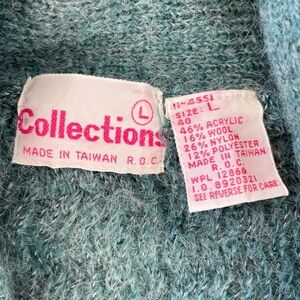 L
Collections
MADE IN TAIWAN R.O.C.
SIZE: L
40
46% ACRYLIC
16% WOOL
26% NYLON
12% POLYESTER
MADE IN TAIWAN
R.O.C.
WPL 12866
I.D. 8920321
SEE REVERSE FOR CARE